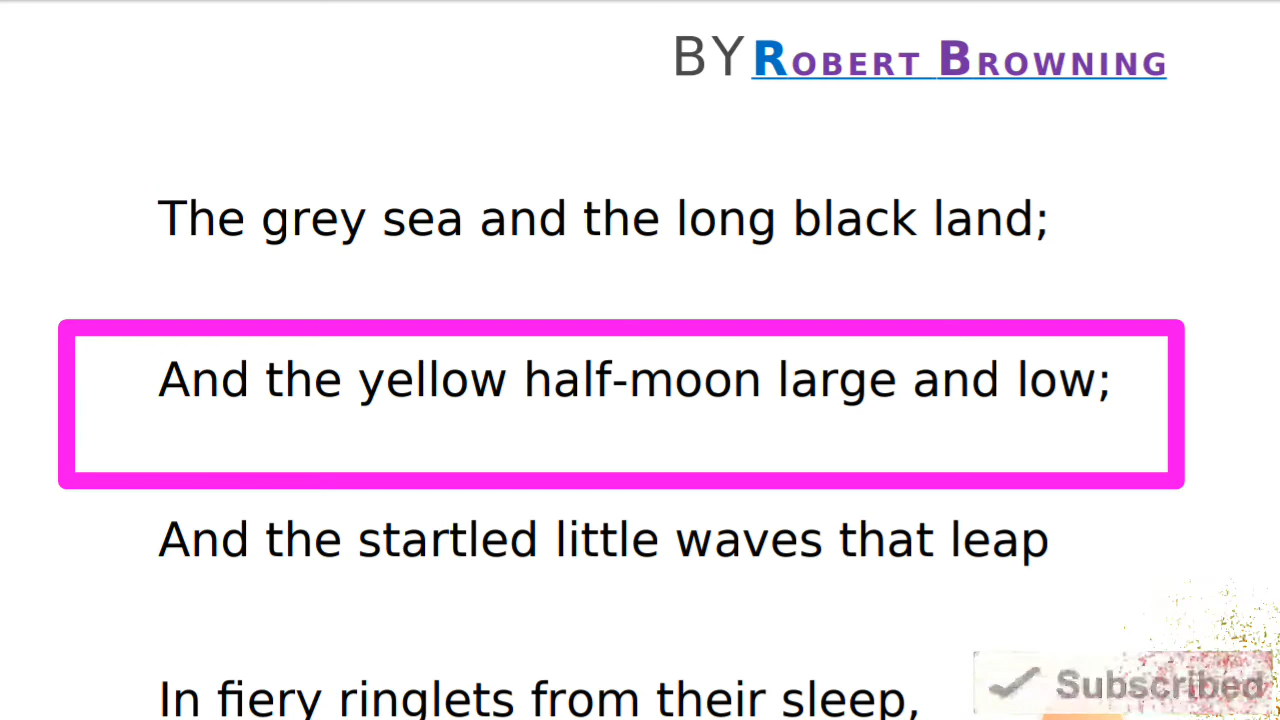 BY ROBERT BROWNING
The grey sea and the long black land;
And the yellow half-moon large and low;
And the startled little waves that leap
In fiery ringlets from their sleep,
Subscribed